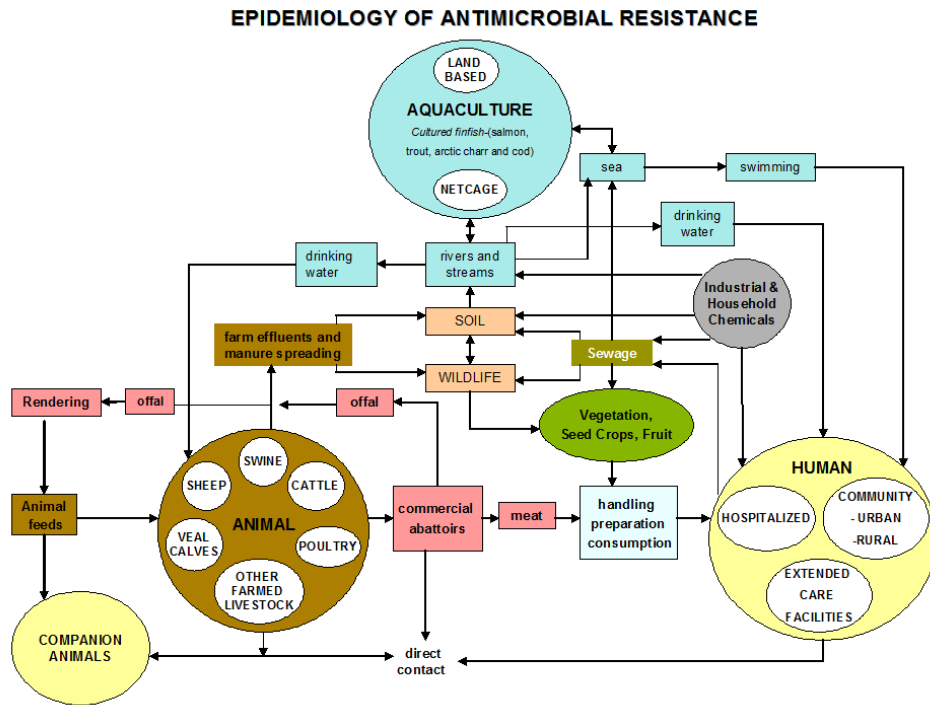 EPIDEMIOLOGY OF ANTIMICROBIAL RESISTANCE
LAND
BASED
AQUACULTURE
Cultured finfish-(salmon,
trout, arctic charr and cod)
NETCAGE
sea
swimming
drinking
water
drinking
water
rivers and
streams
Industrial &
Household
Chemicals
SOIL
farm effluents and
manure spreading
Sewage
WILDLIFE
Rendering
offal
offal
Vegetation,
Seed Crops, Fruit
SWINE
SHEEP
CATTLE
ANIMAL
VEAL
CALVES
POULTRY
OTHER
FARMED
LIVESTOCK
Animal
feeds
commercial
abattoirs
meat
handling
preparation
consumption
HUMAN
HOSPITALIZED
COMMUNITY
- URBAN
-RURAL
EXTENDED
CARE
FACILITIES
COMPANION
ANIMALS
direct
contact